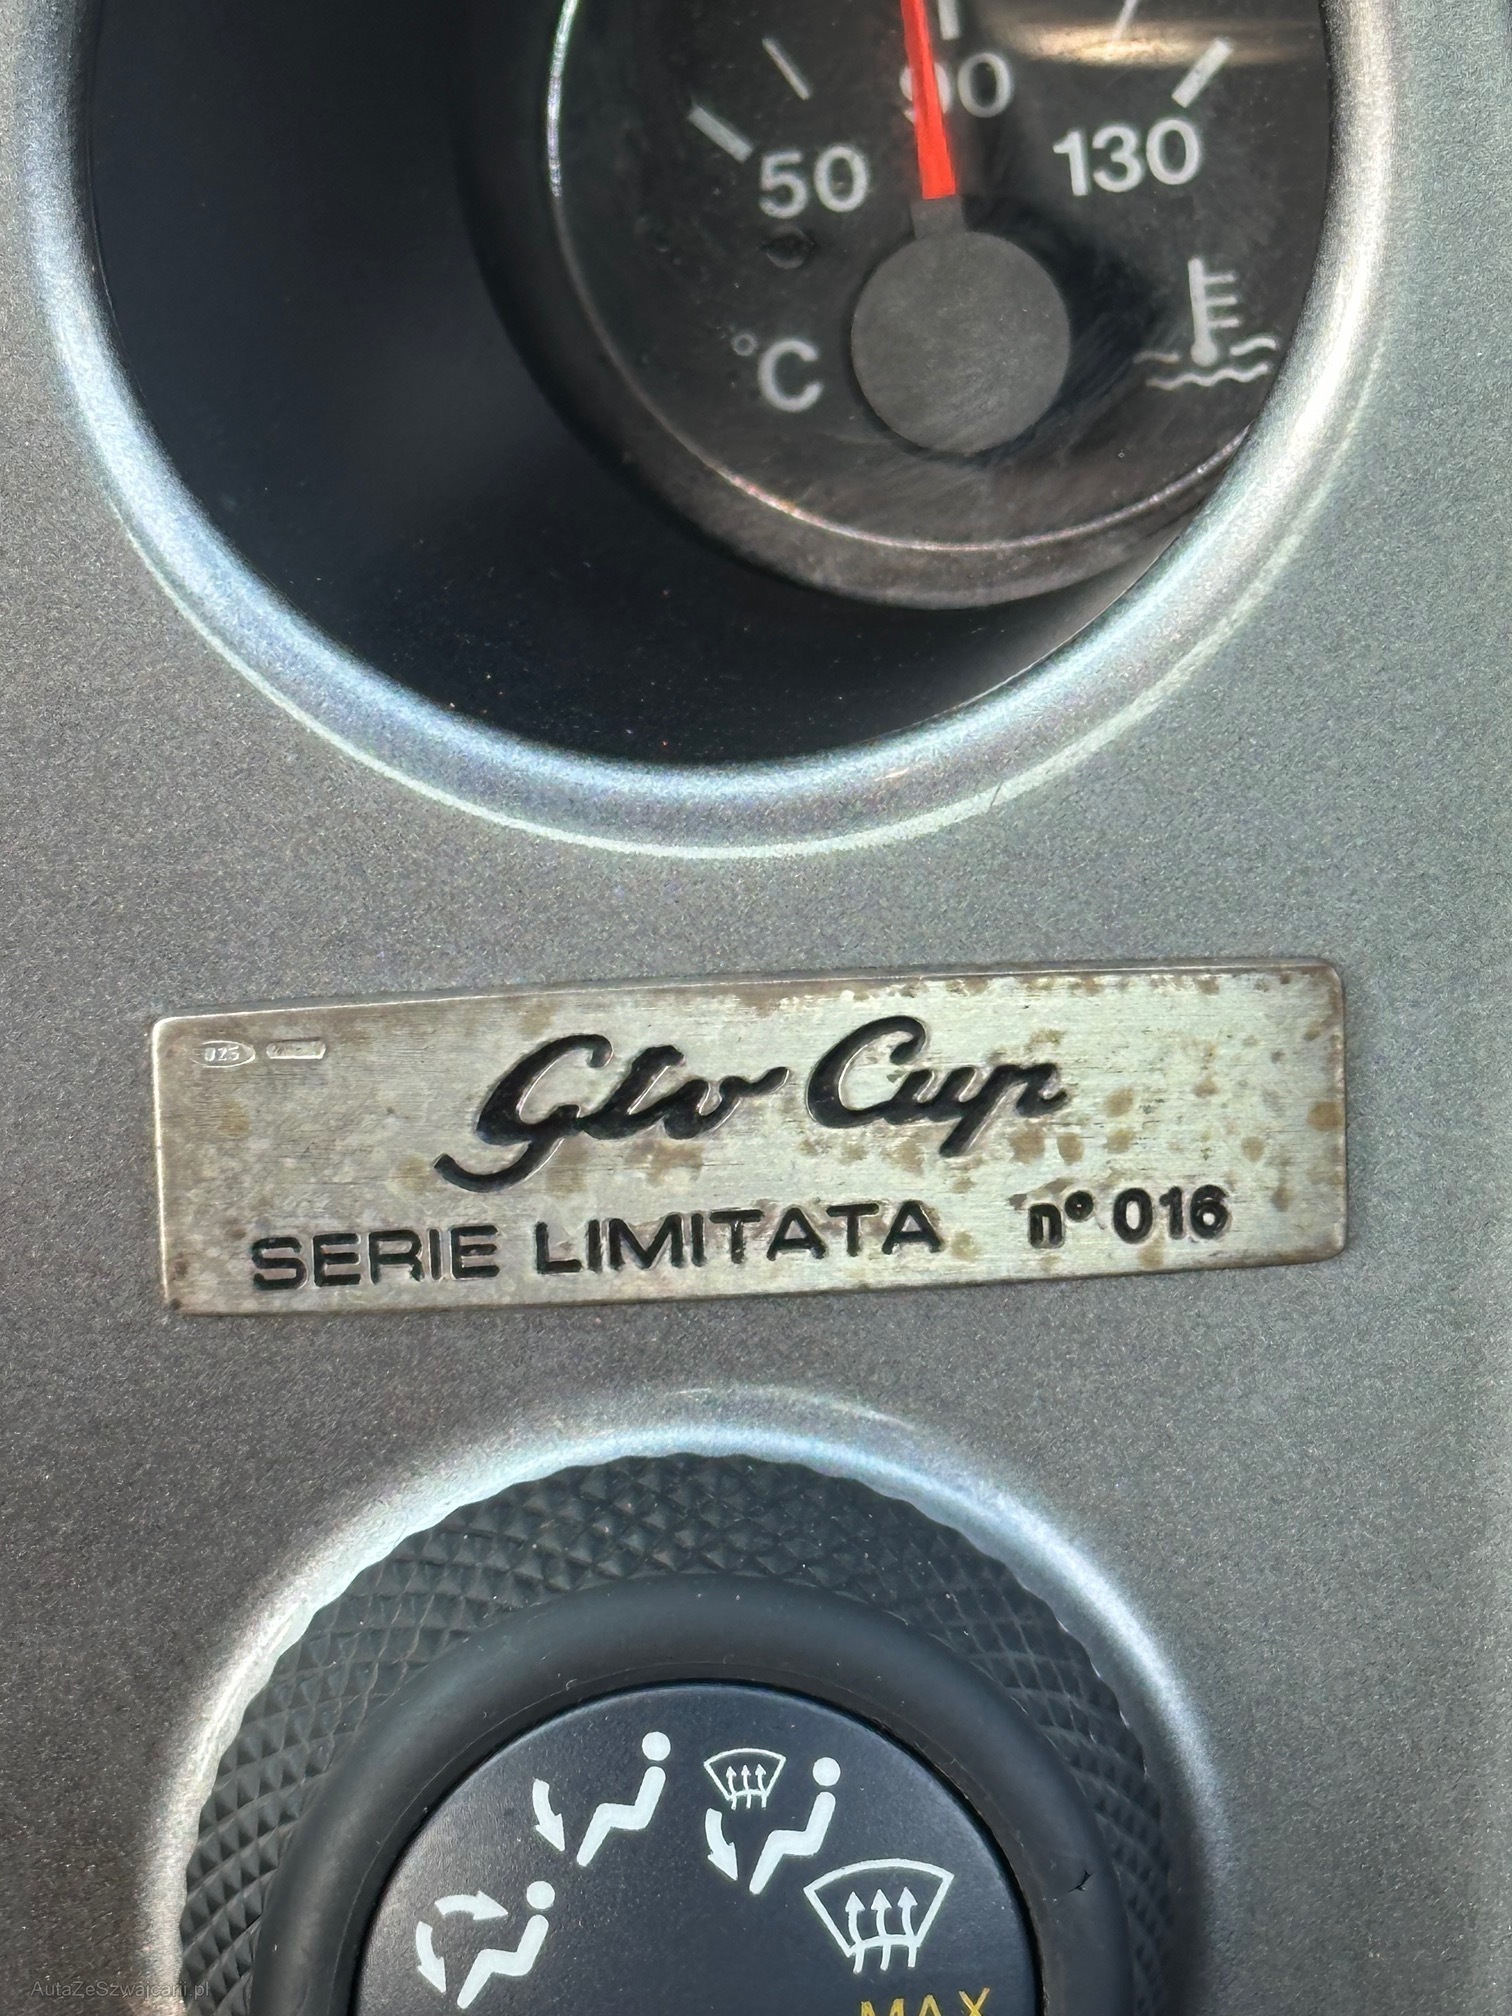 90
50
130
°C
925
Gtv Cup
SERIE LIMITATA n° 016
MAX
AutaZeSzwajcarii.pl